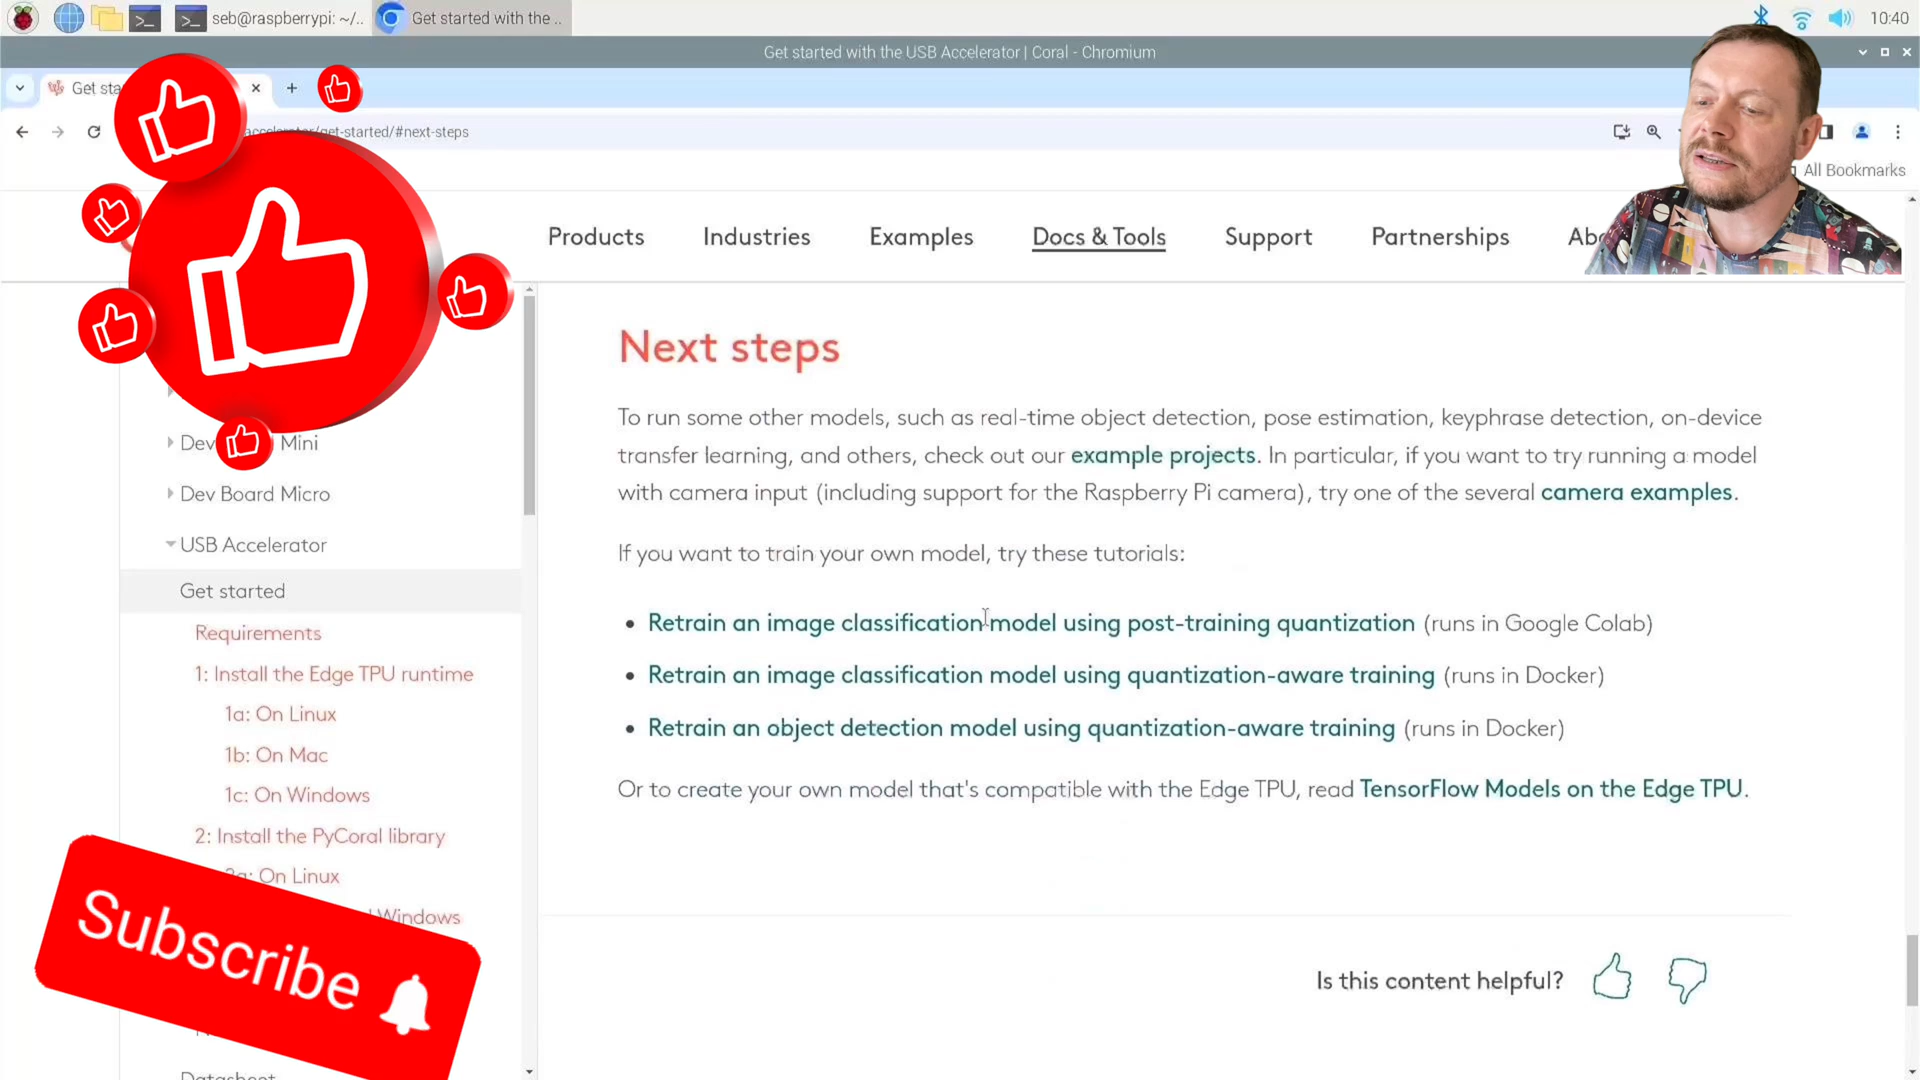 seb@raspberrypi: ~/..
Get started with the ..
10:40
Get started with the USB Accelerator | Coral - Chromium
Get sta
accelerator/get-started/#next-steps
All Bookmarks
Products
Industries
Examples
Docs & Tools
Support
Partnerships
Ab
Dev
Mini
Dev Board Micro
USB Accelerator
Get started
Requirements
1: Install the Edge TPU runtime
1a: On Linux
1b: On Mac
1c: On Windows
2: Install the PyCoral library
2a: On Linux
Windows
Datasheet
Subscribe
Next steps
To run some other models, such as real-time object detection, pose estimation, keyphrase detection, on-device
transfer learning, and others, check out our example projects. In particular, if you want to try running a model
with camera input (including support for the Raspberry Pi camera), try one of the several camera examples.
If you want to train your own model, try these tutorials:
Retrain an image classification model using post-training quantization (runs in Google Colab)
Retrain an image classification model using quantization-aware training (runs in Docker)
Retrain an object detection model using quantization-aware training (runs in Docker)
Or to create your own model that's compatible with the Edge TPU, read TensorFlow Models on the Edge TPU.
Is this content helpful?